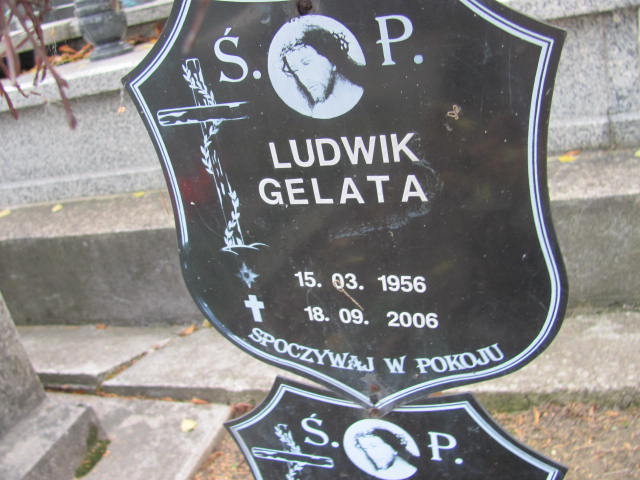 Ś. P.
LUDWIK
GELATA
15. 03. 1956
18. 09. 2006
SPOCZYWAJ W POKOJU
Ś. P.